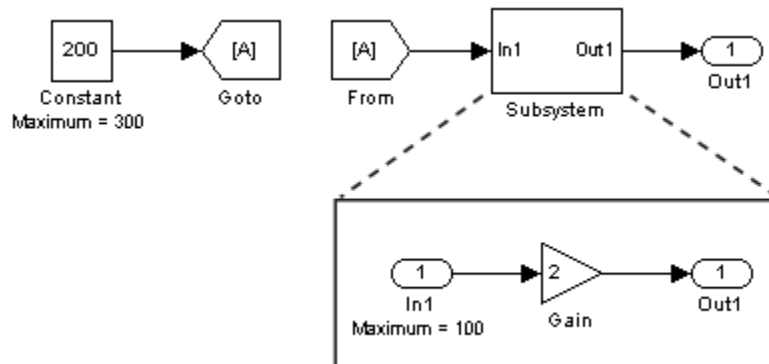 200
[A]
[A]
In1
Out1
1
Constant
Goto
From
Out1
Maximum = 300
Subsystem
1
2
1
In1
Gain
Out1
Maximum = 100